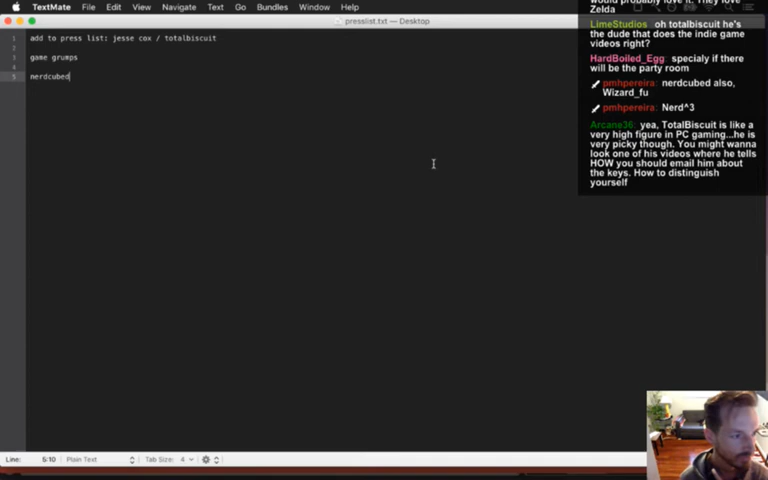 TextMate File Edit View Navigate Text Go Bundles Window Help
would probably love it. They love
Zelda
presslist.txt — Desktop
LimeStudios: oh totalbiscuit he's
the dude that does the indie game
videos right?
1 add to press list: jesse cox / totalbiscuit
2
HardBoiled_Egg: specialy if there
will be the party room
3 game grumps
4
5 nerdcubed
pmhpereira: nerdcubed also,
Wizard_fu
pmhpereira: Nerd^3
Arcane36: yea, TotalBiscuit is like a
very high figure in PC gaming...he is
very picky though. You might wanna
look one of his videos where he tells
HOW you should email him about
the keys. How to distinguish
yourself
Line: 5:10 Plain Text Tab Size: 4